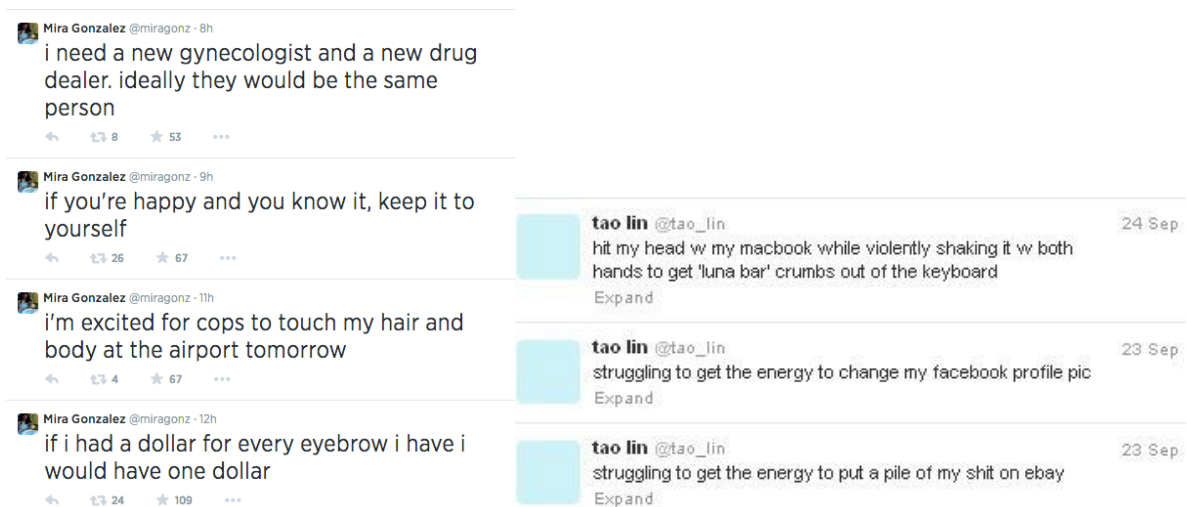 Mira Gonzalez @miragonz · 8h
i need a new gynecologist and a new drug
dealer. ideally they would be the same
person
8 53
Mira Gonzalez @miragonz · 9h
if you're happy and you know it, keep it to
yourself
26 67
Mira Gonzalez @miragonz · 11h
i'm excited for cops to touch my hair and
body at the airport tomorrow
4 67
Mira Gonzalez @miragonz · 12h
if i had a dollar for every eyebrow i have i
would have one dollar
24 109
tao lin @tao_lin 24 Sep
hit my head w my macbook while violently shaking it w both
hands to get 'luna bar' crumbs out of the keyboard
Expand
tao lin @tao_lin 23 Sep
struggling to get the energy to change my facebook profile pic
Expand
tao lin @tao_lin 23 Sep
struggling to get the energy to put a pile of my shit on ebay
Expand